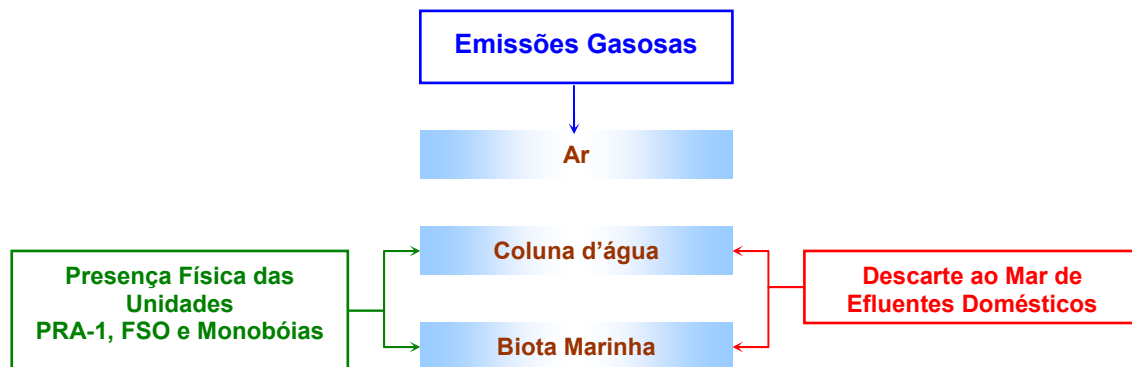 Emissões Gasosas
Ar
Coluna d’água
Presença Física das
Unidades
PRA-1, FSO e Monobóias
Descarte ao Mar de
Efluentes Domésticos
Biota Marinha